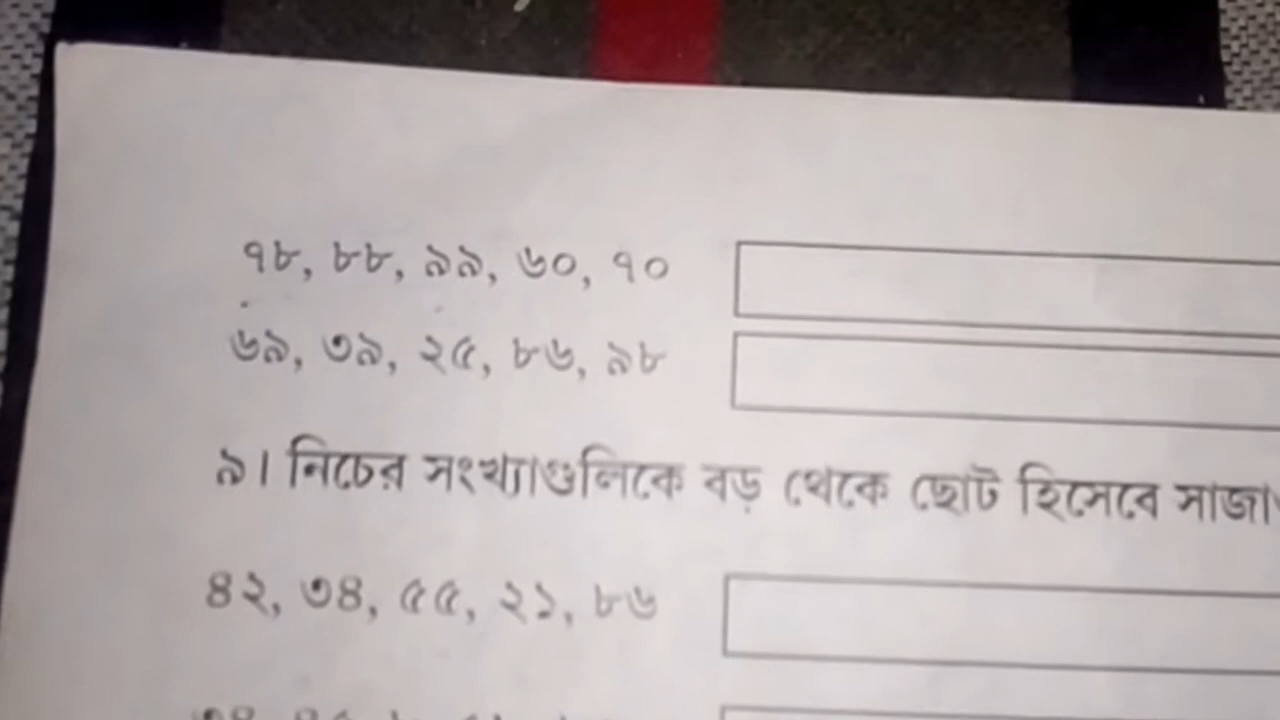 ৭৮, ৮৮, ৯৯, ৬০, ৭০
৬৯, ৩৯, ২৫, ৮৬, ৯৮
৯। নিচের সংখ্যাগুলিকে বড় থেকে ছোট হিসেবে
৪২, ৩৪, ৫৫, ২১, ৮৬